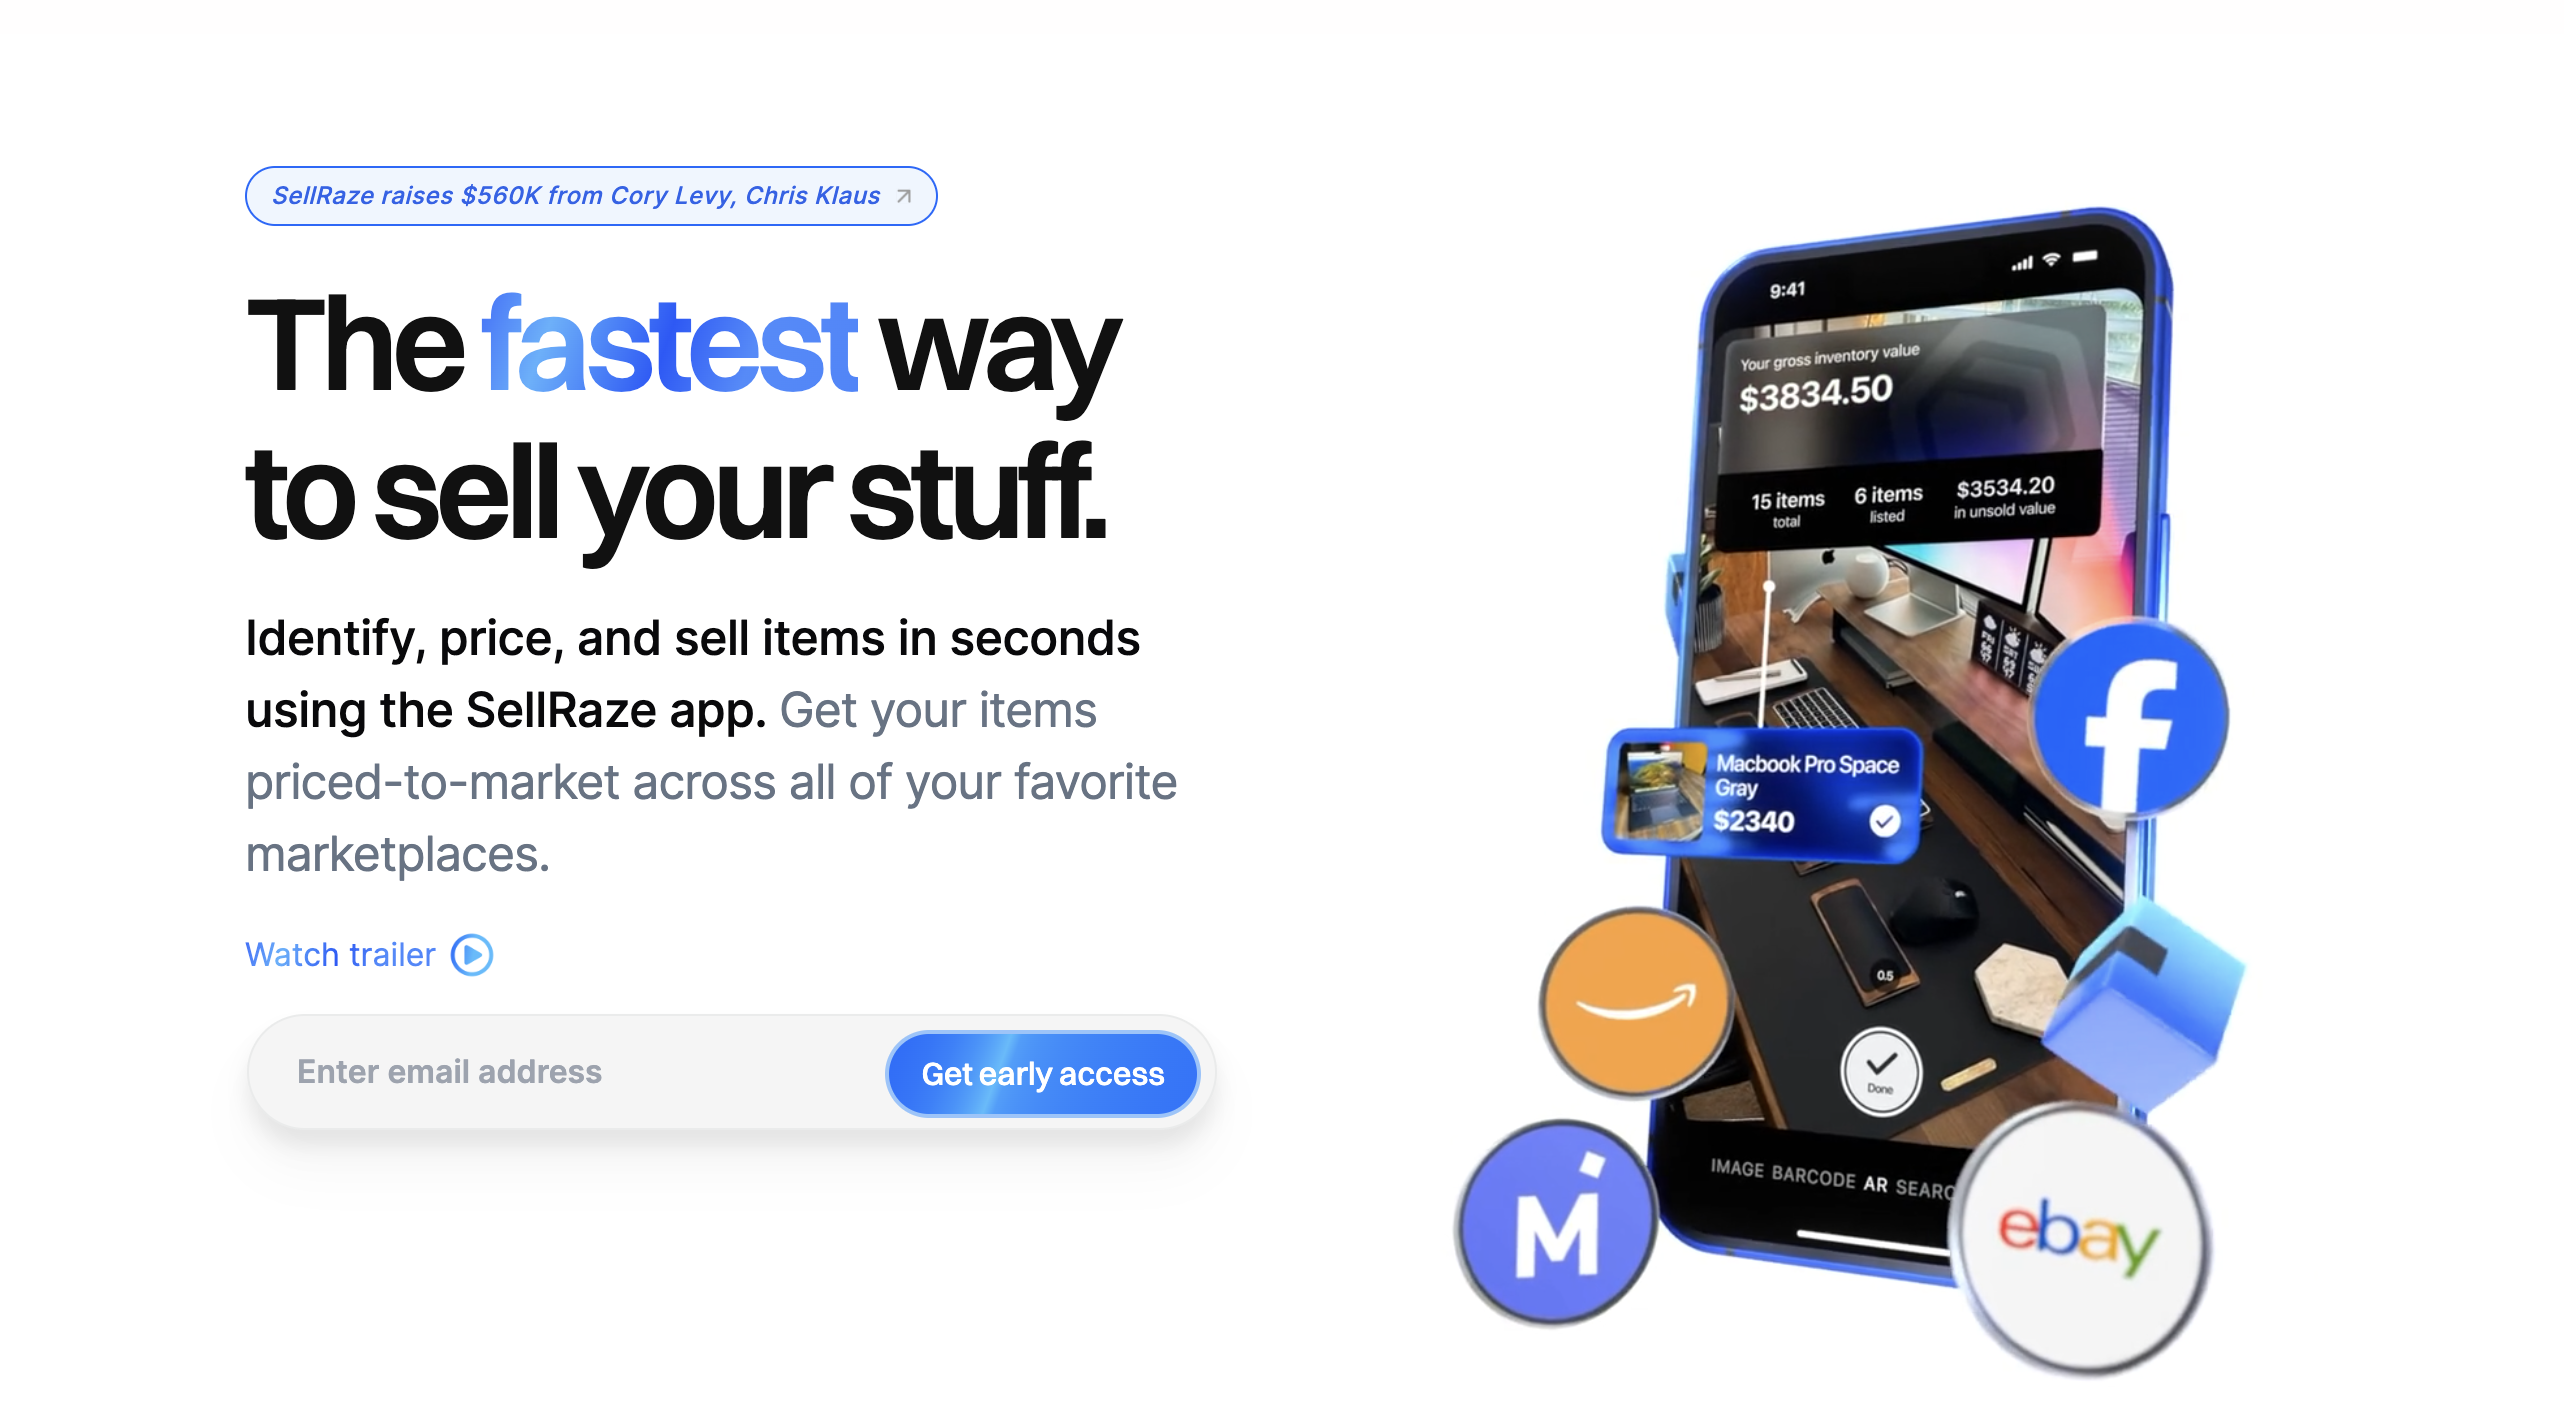 SellRaze raises $560K from Cory Levy, Chris Klaus
The fastest way
to sell your stuff.
Identify, price, and sell items in seconds
using the SellRaze app. Get your items
priced-to-market across all of your favorite
marketplaces.
Watch trailer
Enter email address
Get early access
9:41
Your gross inventory value
$3834.50
15 items
total
6 items
listed
$3534.20
in unsold value
Macbook Pro Space
Gray
$2340
0.5
Done
IMAGE BARCODE AR SEARC
M
ebay